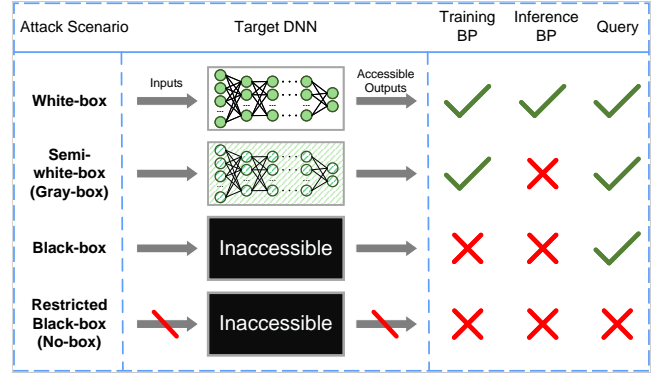 Attack Scenario
Target DNN
Training
BP
Inference
BP
Query
Inputs
Accessible
Outputs
White-box
Semi-
white-box
(Gray-box)
Black-box
Inaccessible
Restricted
Black-box
(No-box)
Inaccessible